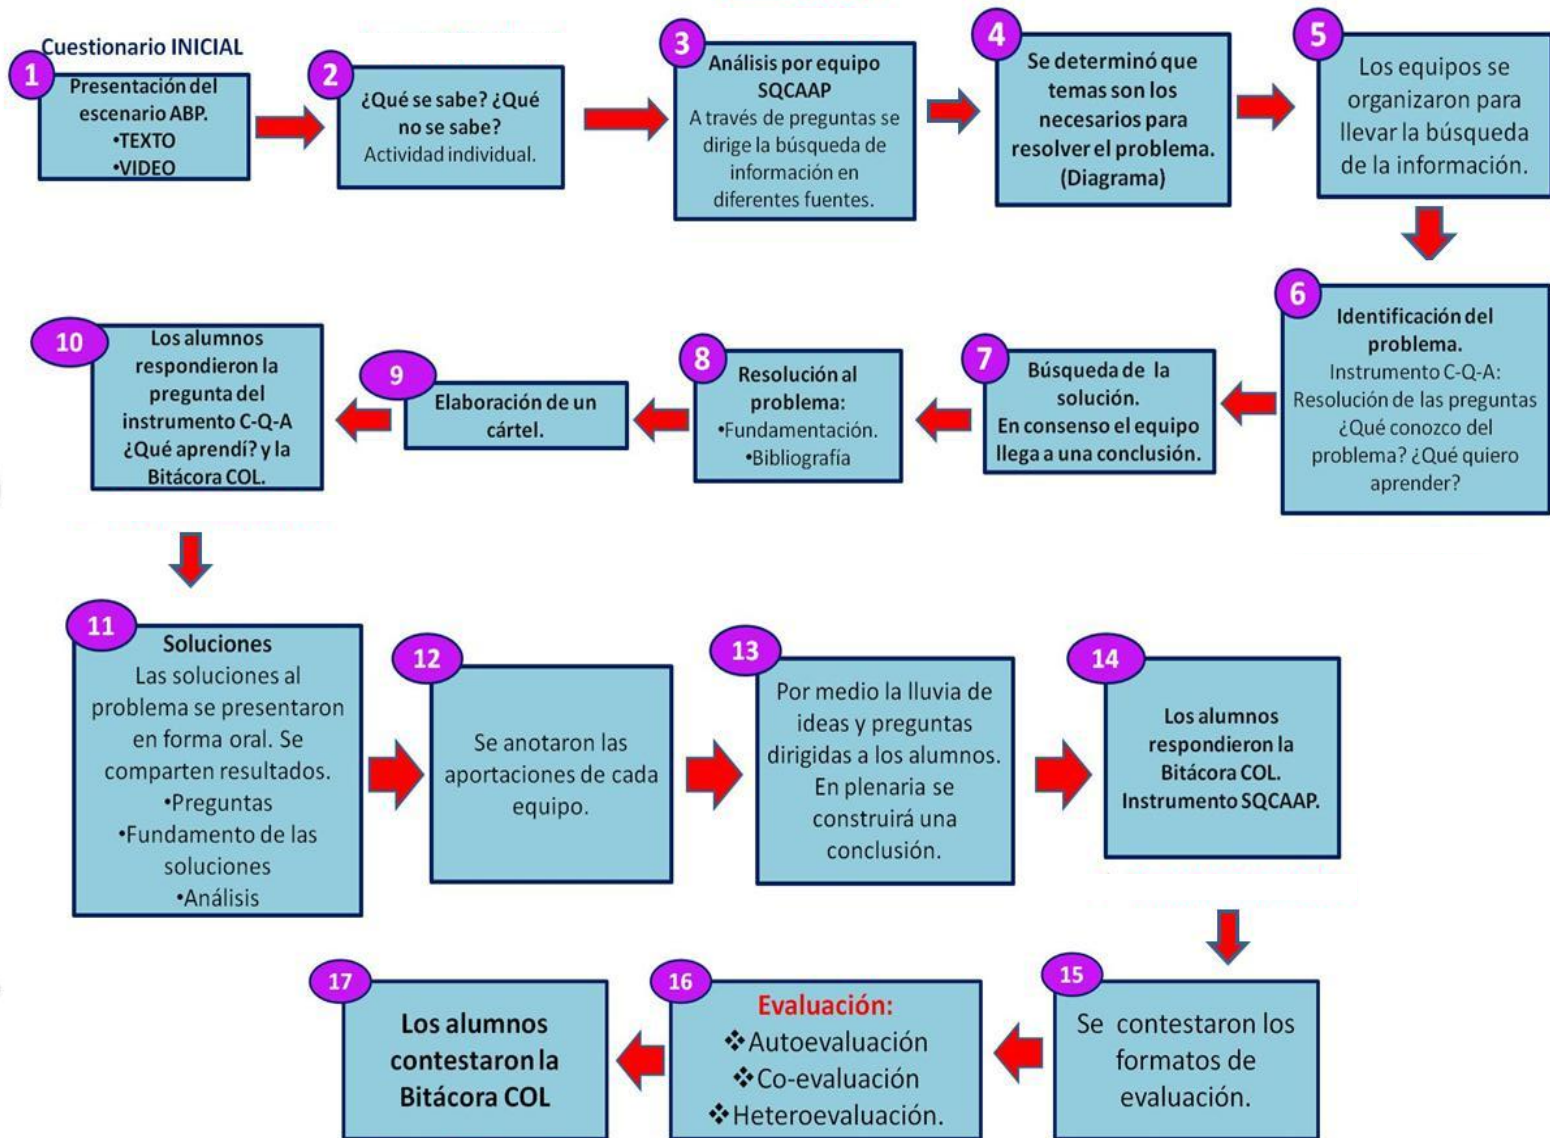 Cuestionario INICIAL
1
Presentación del
escenario ABP.
•TEXTO
•VIDEO
2
¿Qué se sabe? ¿Qué
no se sabe?
Actividad individual.
3
Análisis por equipo
SQCAAP
A través de preguntas se
dirige la búsqueda de
información en
diferentes fuentes.
4
Se determinó que
temas son los
necesarios para
resolver el problema.
(Diagrama)
5
Los equipos se
organizaron para
llevar la búsqueda
de la información.
6
Identificación del
problema.
Instrumento C-Q-A:
Resolución de las preguntas
¿Qué conozco del
problema? ¿Qué quiero
aprender?
7
Búsqueda de la
solución.
En consenso el equipo
llega a una conclusión.
8
Resolución al
problema:
•Fundamentación.
•Bibliografía
9
Elaboración de un
cártel.
10
Los alumnos
respondieron la
pregunta del
instrumento C-Q-A
¿Qué aprendí? y la
Bitácora COL.
11
Soluciones
Las soluciones al
problema se presentaron
en forma oral. Se
comparten resultados.
•Preguntas
•Fundamento de las
soluciones
•Análisis
12
Se anotaron las
aportaciones de cada
equipo.
13
Por medio la lluvia de
ideas y preguntas
dirigidas a los alumnos.
En plenaria se
construirá una
conclusión.
14
Los alumnos
respondieron la
Bitácora COL.
Instrumento SQCAAP.
15
Se contestaron los
formatos de
evaluación.
16
Evaluación:
❖Autoevaluación
❖Co-evaluación
❖Heteroevaluación.
17
Los alumnos
contestaron la
Bitácora COL